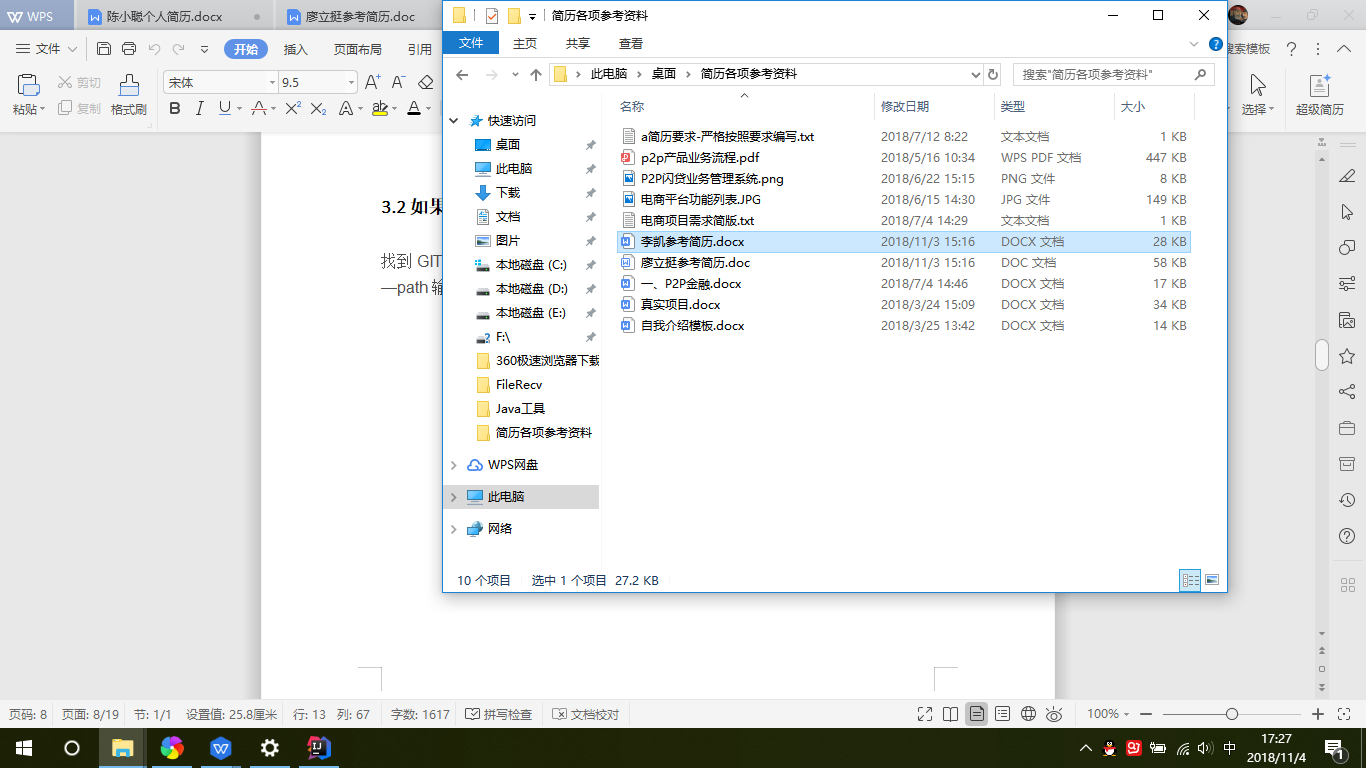 WPS 陈小聪个人简历.docx 廖立挺参考简历.doc
文件 开始 插入 页面布局 引用
粘贴 剪切 复制 格式刷 宋体 9.5
B I U A X² X₂ A ab A
搜索模板
选择 超级简历
3.2 如果
找到 GIT
—path 输
简历各项参考资料
文件 主页 共享 查看
此电脑 桌面 简历各项参考资料 搜索"简历各项参考资料"
快速访问
桌面
此电脑
下载
文档
图片
本地磁盘 (C:)
本地磁盘 (D:)
本地磁盘 (E:)
F:\
360极速浏览器下载
FileRecv
Java工具
简历各项参考资料
WPS网盘
此电脑
网络
名称 修改日期 类型 大小
a简历要求-严格按照要求编写.txt 2018/7/12 8:22 文本文档 1 KB
p2p产品业务流程.pdf 2018/5/16 10:34 WPS PDF 文档 447 KB
P2P闪贷业务管理系统.png 2018/6/22 15:15 PNG 文件 8 KB
电商平台功能列表.JPG 2018/6/15 14:30 JPG 文件 149 KB
电商项目需求简版.txt 2018/7/4 14:29 文本文档 1 KB
李凯参考简历.docx 2018/11/3 15:16 DOCX 文档 28 KB
廖立挺参考简历.doc 2018/11/3 15:16 DOC 文档 58 KB
一、P2P金融.docx 2018/7/4 14:46 DOCX 文档 17 KB
真实项目.docx 2018/3/24 15:09 DOCX 文档 34 KB
自我介绍模板.docx 2018/3/25 13:42 DOCX 文档 14 KB
10 个项目 选中 1 个项目 27.2 KB
页码: 8 页面: 8/19 节: 1/1 设置值: 25.8厘米 行: 13 列: 67 字数: 1617 拼写检查 文档校对 100%
中 17:27
2018/11/4
1